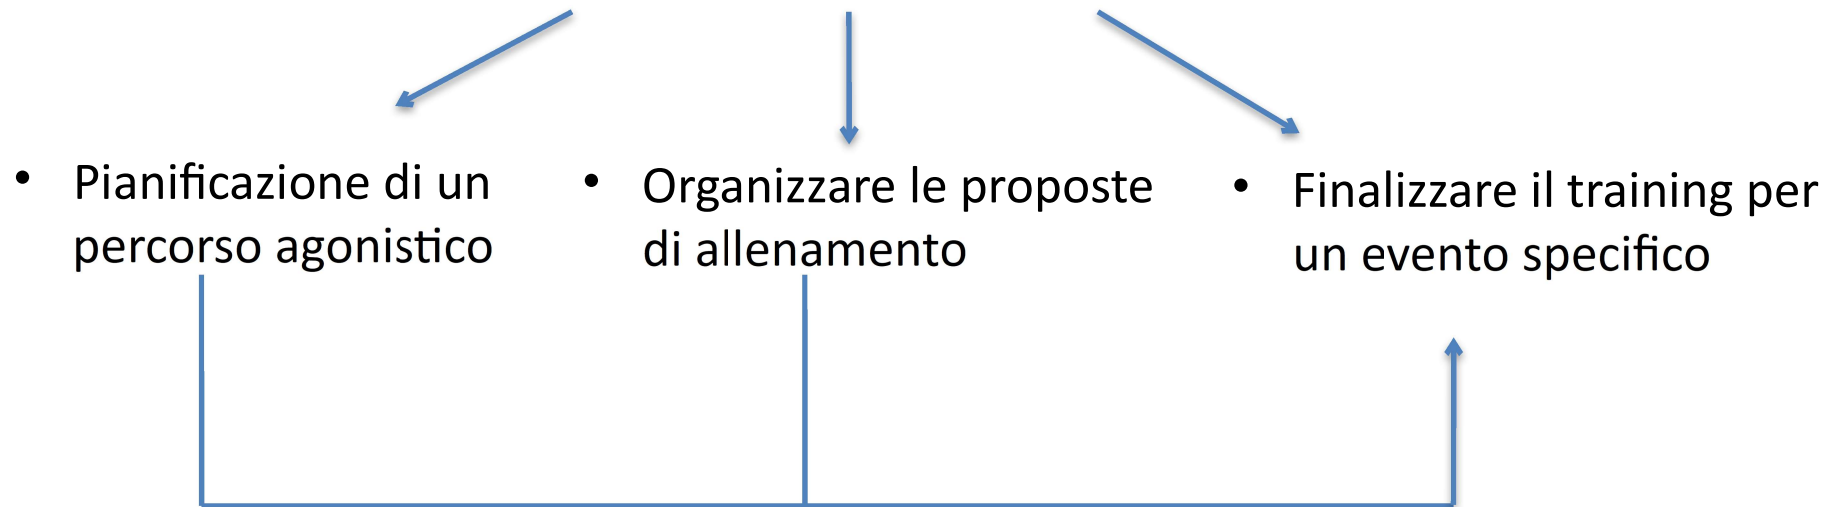 • Pianificazione di un
percorso agonistico
• Organizzare le proposte
di allenamento
• Finalizzare il training per
un evento specifico